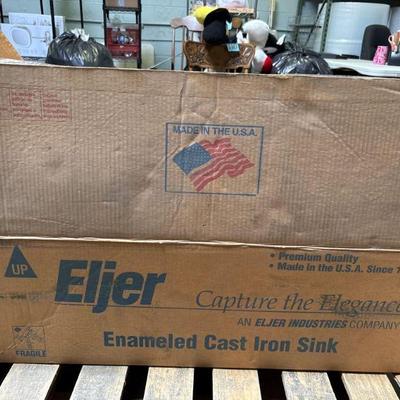 MADE IN THE U.S.A.
UP
Eljer
• Premium Quality
• Made in the U.S.A. Since
Capture the Elegance
AN ELJER INDUSTRIES COMPANY
FRAGILE
Enameled Cast Iron Sink